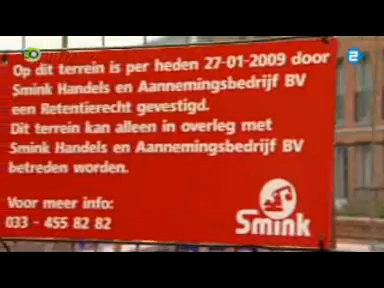 Op dit terrein is per heden 27-01-2009 door
Smink Handels en Aannemingsbedrijf BV
een Retentierecht gevestigd.
Dit terrein kan alleen in overleg met
Smink Handels en Aannemingsbedrijf BV
betreden worden.
Voor meer info:
033 - 455 82 82
Smink
2